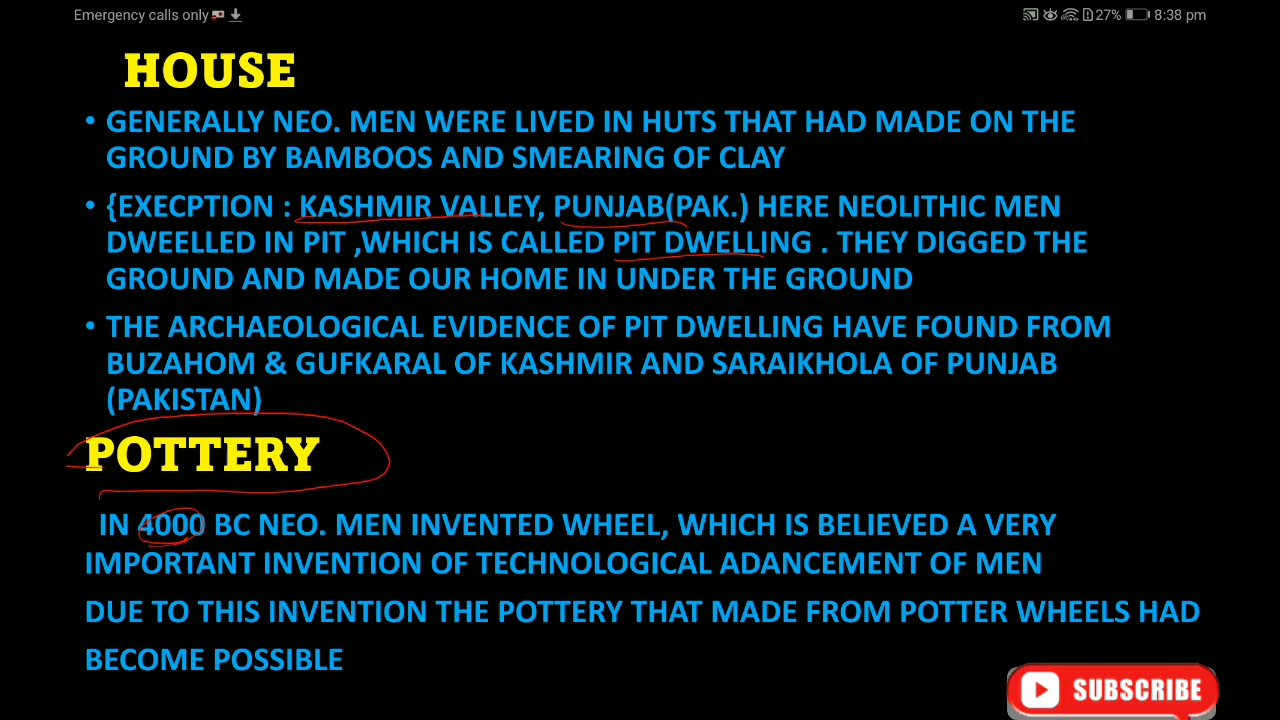 Emergency calls only 27% 8:38 pm
HOUSE
• GENERALLY NEO. MEN WERE LIVED IN HUTS THAT HAD MADE ON THE
GROUND BY BAMBOOS AND SMEARING OF CLAY
• {EXECPTION : KASHMIR VALLEY, PUNJAB(PAK.) HERE NEOLITHIC MEN
DWEELLED IN PIT ,WHICH IS CALLED PIT DWELLING . THEY DIGGED THE
GROUND AND MADE OUR HOME IN UNDER THE GROUND
• THE ARCHAEOLOGICAL EVIDENCE OF PIT DWELLING HAVE FOUND FROM
BUZAHOM & GUFKARAL OF KASHMIR AND SARAIKHOLA OF PUNJAB
(PAKISTAN)
POTTERY
IN 4000 BC NEO. MEN INVENTED WHEEL, WHICH IS BELIEVED A VERY
IMPORTANT INVENTION OF TECHNOLOGICAL ADANCEMENT OF MEN
DUE TO THIS INVENTION THE POTTERY THAT MADE FROM POTTER WHEELS HAD
BECOME POSSIBLE
SUBSCRIBE